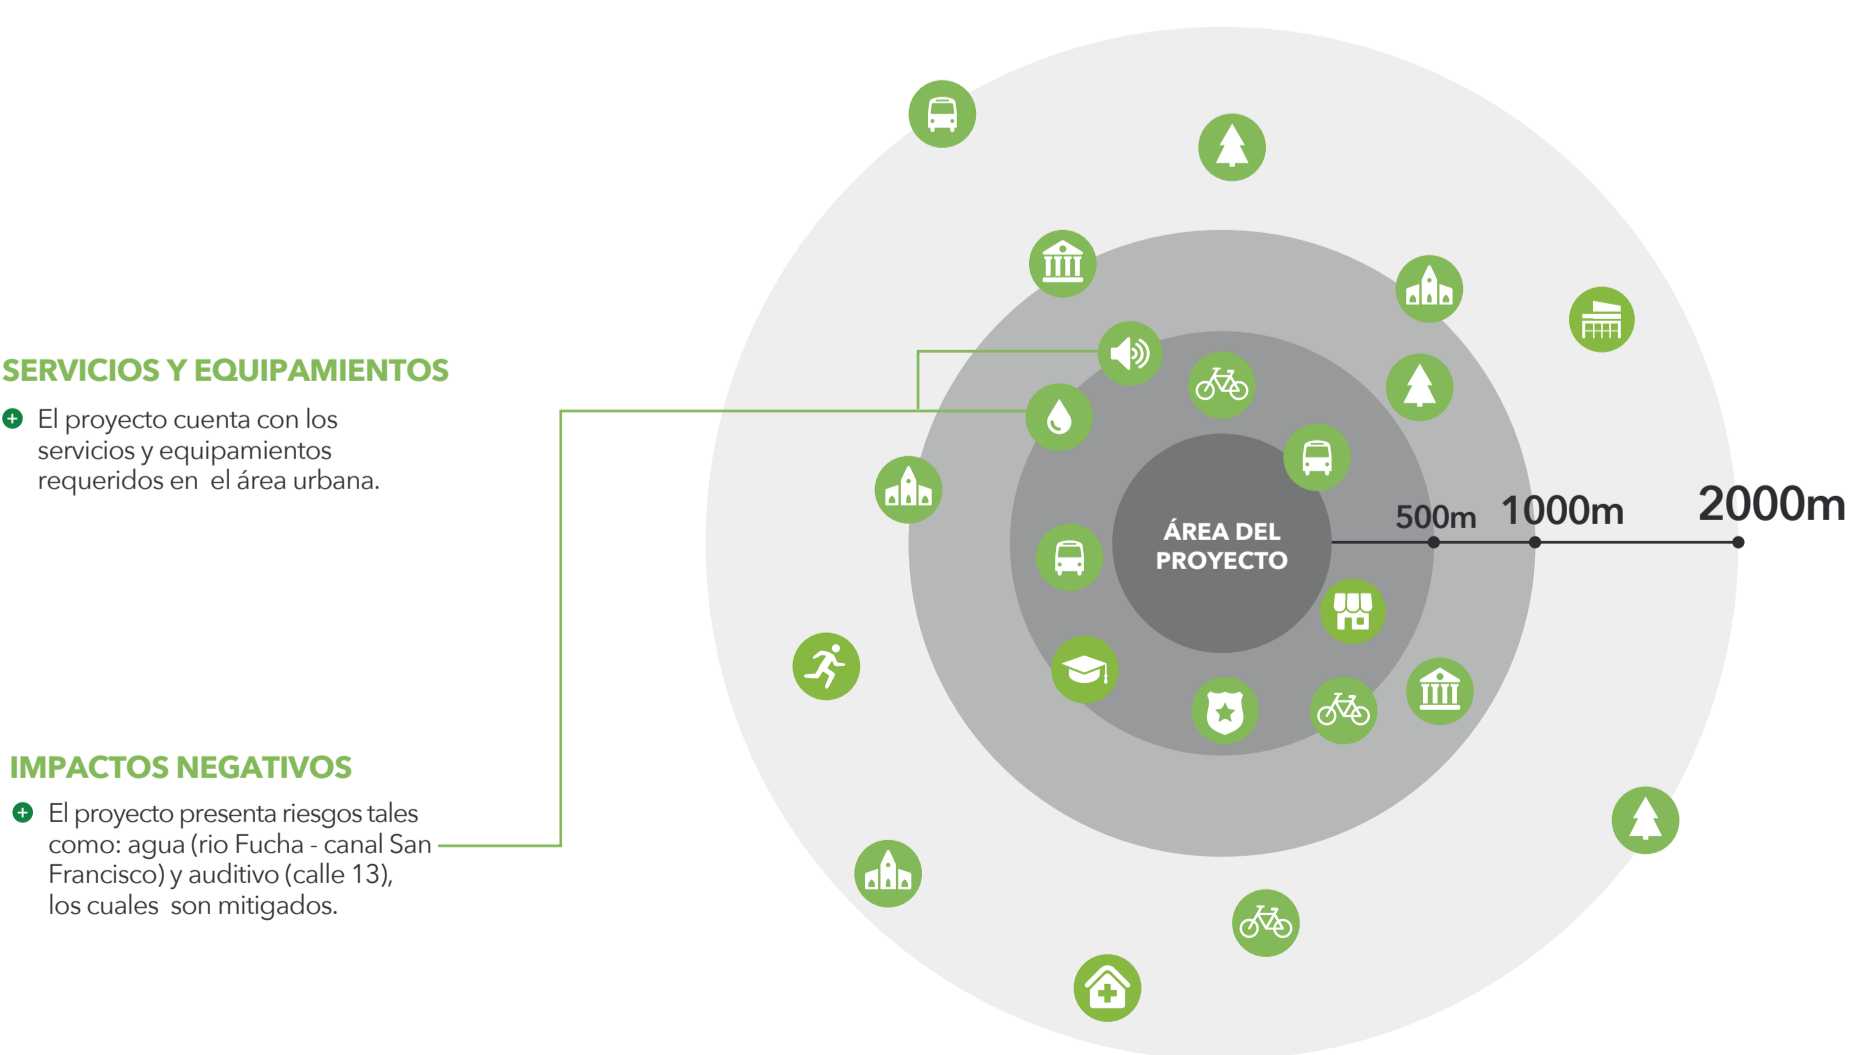 SERVICIOS Y EQUIPAMIENTOS
El proyecto cuenta con los
servicios y equipamientos
requeridos en el área urbana.
IMPACTOS NEGATIVOS
El proyecto presenta riesgos tales
como: agua (rio Fucha - canal San
Francisco) y auditivo (calle 13),
los cuales son mitigados.
ÁREA DEL
PROYECTO
500m
1000m
2000m